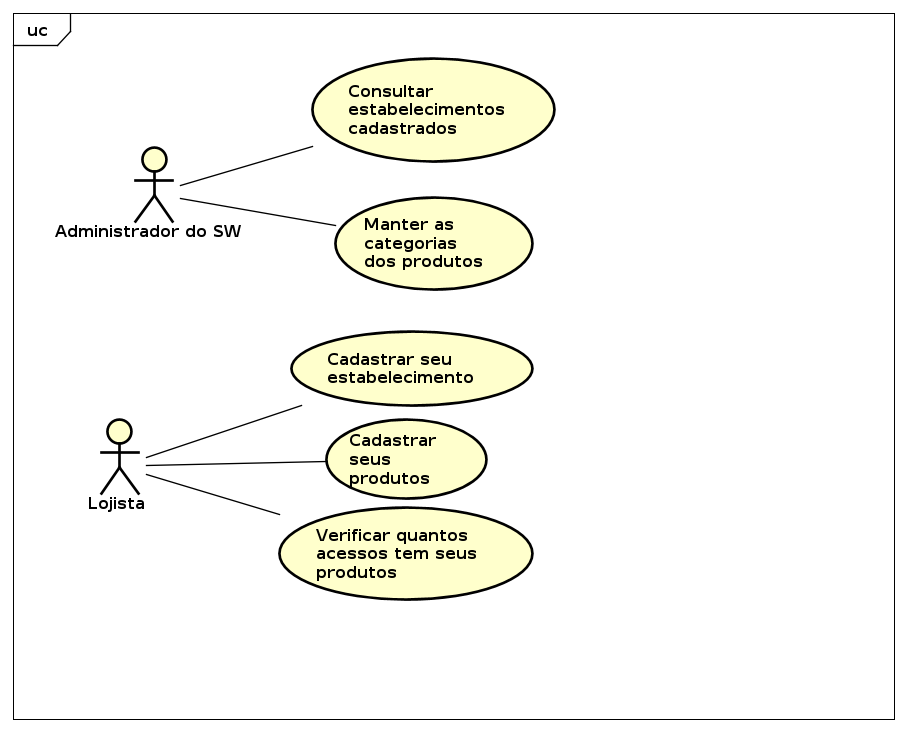 uc
Consultar
estabelecimentos
cadastrados
Administrador do SW
Manter as
categorias
dos produtos
Cadastrar seu
estabelecimento
Cadastrar
seus
produtos
Lojista
Verificar quantos
acessos tem seus
produtos